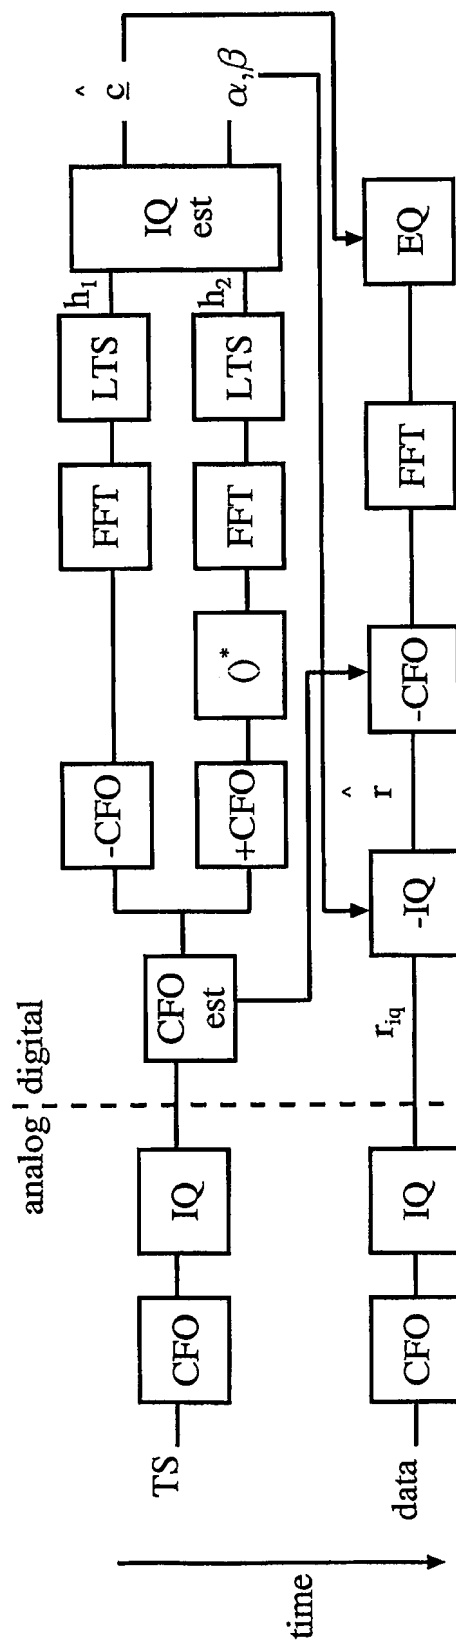 analog
digital
TS
CFO
IQ
CFO
est
-CFO
FFT
LTS
h₁
+CFO
()*
FFT
LTS
h₂
IQ
est
ĉ
α,β
data
CFO
IQ
r_iq
-IQ
r̂
-CFO
FFT
EQ
time